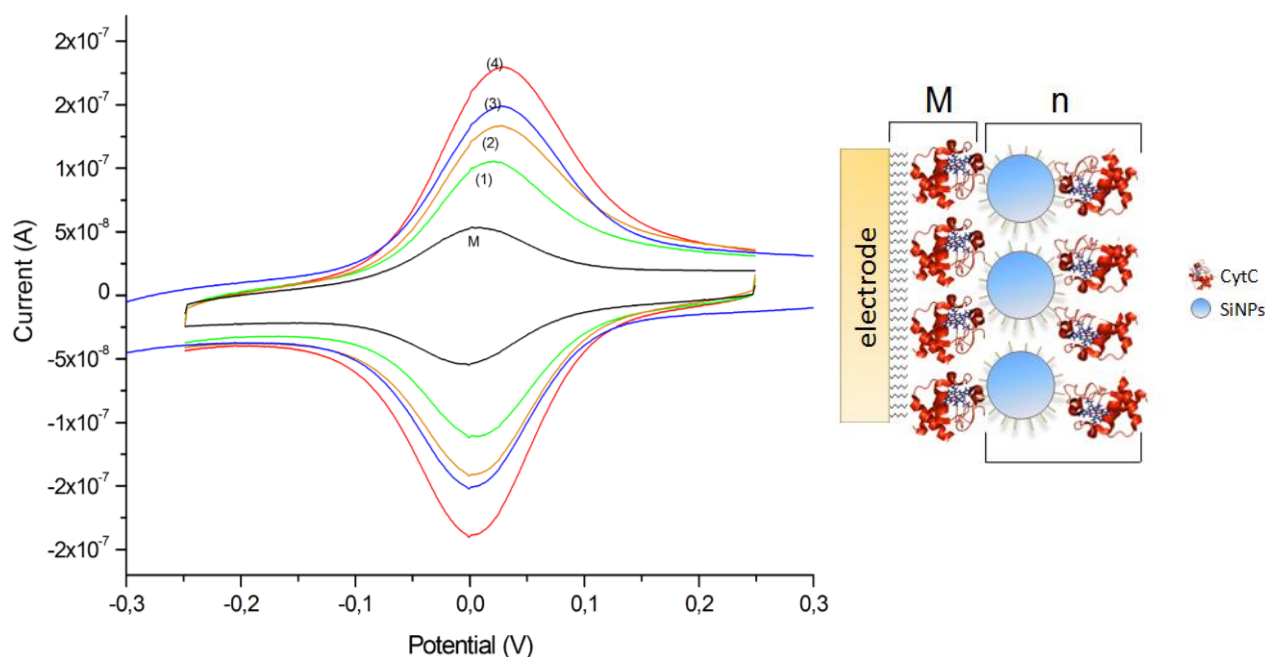 2x10-7
2x10-7
1x10-7
5x10-8
0
-5x10-8
-1x10-7
-2x10-7
-2x10-7
Current (A)
(4)
(3)
(2)
(1)
M
-0,3 -0,2 -0,1 0,0 0,1 0,2 0,3
Potential (V)
M n
electrode
CytC
SiNPs